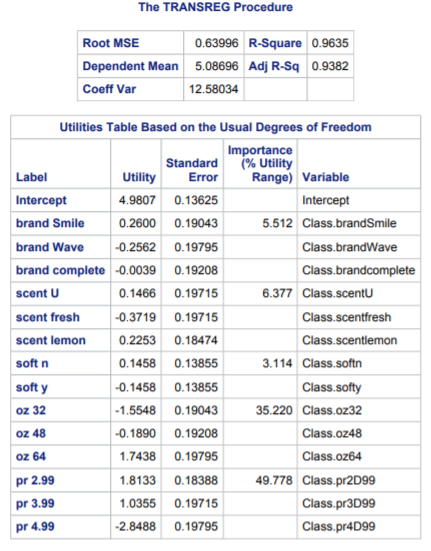 The TRANSREG Procedure
Root MSE 0.63996 R-Square 0.9635
Dependent Mean 5.08696 Adj R-Sq 0.9382
Coeff Var 12.58034
Utilities Table Based on the Usual Degrees of Freedom
Label Utility Standard Error Importance (% Utility Range) Variable
Intercept 4.9807 0.13625 Intercept
brand Smile 0.2600 0.19043 5.512 Class.brandSmile
brand Wave -0.2562 0.19795 Class.brandWave
brand complete -0.0039 0.19208 Class.brandcomplete
scent U 0.1466 0.19715 6.377 Class.scentU
scent fresh -0.3719 0.19715 Class.scentfresh
scent lemon 0.2253 0.18474 Class.scentlemon
soft n 0.1458 0.13855 3.114 Class.softn
soft y -0.1458 0.13855 Class.softy
oz 32 -1.5548 0.19043 35.220 Class.oz32
oz 48 -0.1890 0.19208 Class.oz48
oz 64 1.7438 0.19795 Class.oz64
pr 2.99 1.8133 0.18388 49.778 Class.pr2D99
pr 3.99 1.0355 0.19715 Class.pr3D99
pr 4.99 -2.8488 0.19795 Class.pr4D99